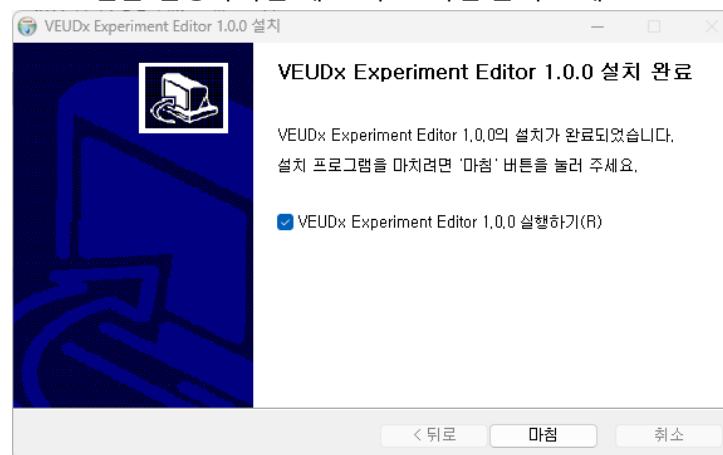 VEUDx Experiment Editor 1.0.0 설치
VEUDx Experiment Editor 1.0.0 설치 완료
VEUDx Experiment Editor 1.0.0의 설치가 완료되었습니다.
설치 프로그램을 마치려면 '마침' 버튼을 눌러 주세요.
VEUDx Experiment Editor 1.0.0 실행하기(R)
< 뒤로
마침
취소